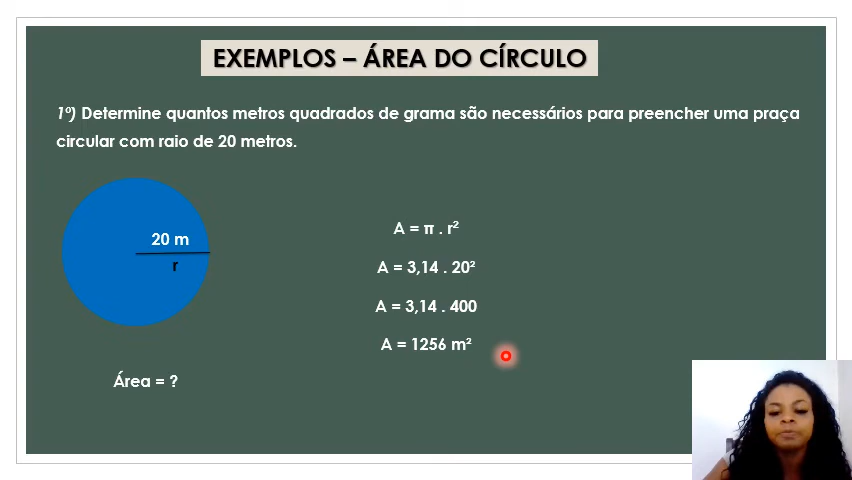 EXEMPLOS – ÁREA DO CÍRCULO
1º) Determine quantos metros quadrados de grama são necessários para preencher uma praça
circular com raio de 20 metros.
20 m
r
Área = ?
A = π . r²
A = 3,14 . 20²
A = 3,14 . 400
A = 1256 m²